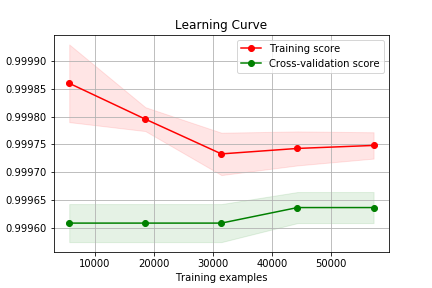 Learning Curve
Training score
Cross-validation score
0.99990
0.99985
0.99980
0.99975
0.99970
0.99965
0.99960
10000 20000 30000 40000 50000
Training examples